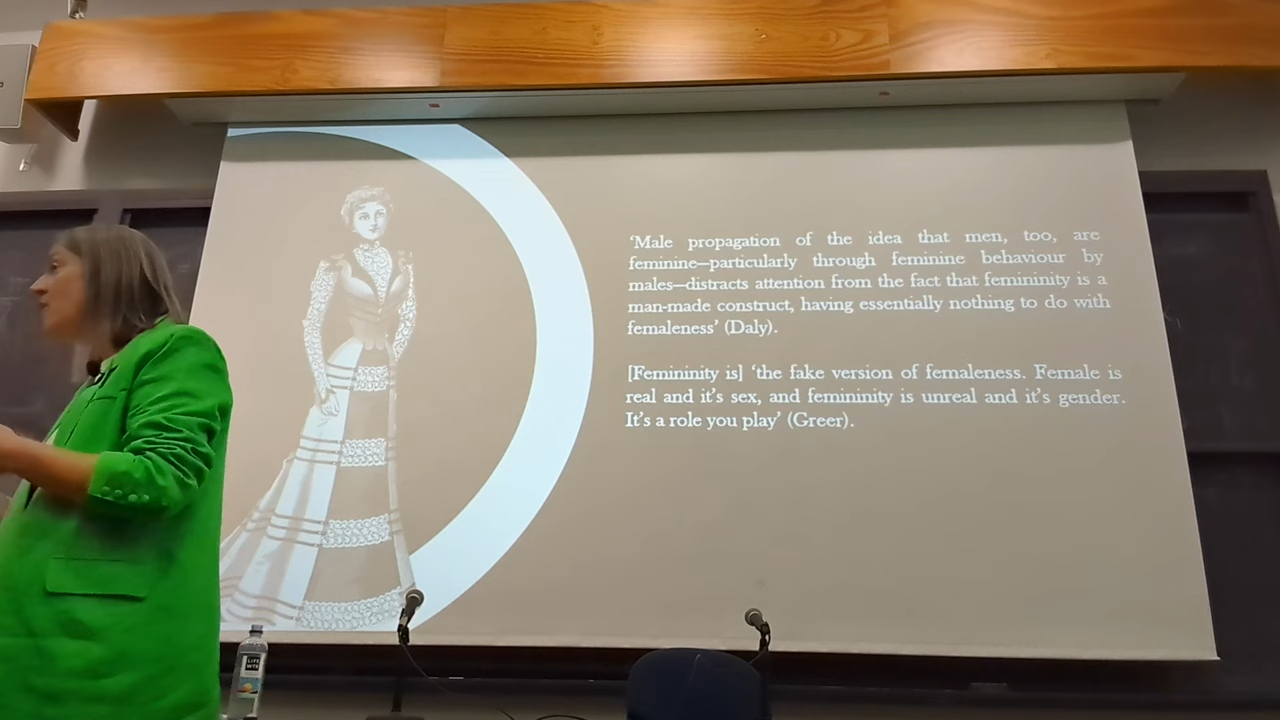 ‘Male propagation of the idea that men, too, are
feminine—particularly through feminine behaviour by
males—distracts attention from the fact that femininity is a
man-made construct, having essentially nothing to do with
femaleness’ (Daly).
[Femininity is] ‘the fake version of femaleness. Female is
real and it’s sex, and femininity is unreal and it’s gender.
It’s a role you play’ (Greer).
LIFE
WTR